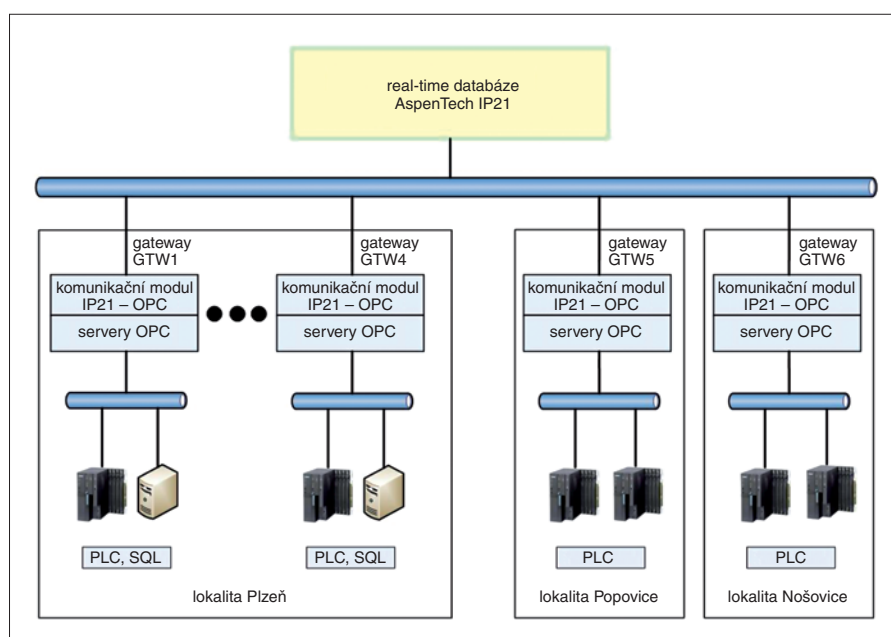 real-time databáze
AspenTech IP21
gateway
GTW1
gateway
GTW4
gateway
GTW5
gateway
GTW6
komunikační modul
IP21 – OPC
servery OPC
komunikační modul
IP21 – OPC
servery OPC
komunikační modul
IP21 – OPC
servery OPC
komunikační modul
IP21 – OPC
servery OPC
PLC, SQL
PLC, SQL
PLC
PLC
lokalita Plzeň
lokalita Popovice
lokalita Nošovice